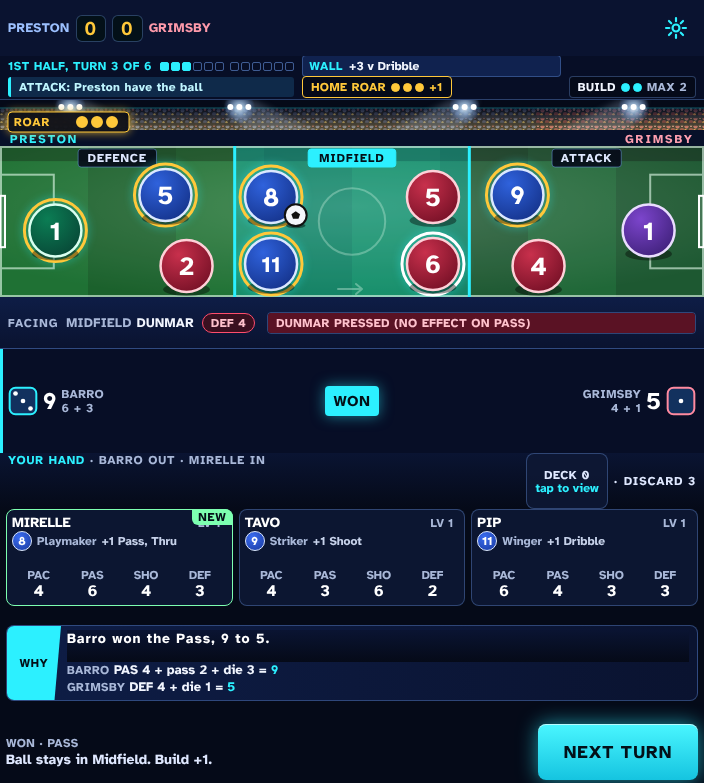 PRESTON 0 0 GRIMSBY
1ST HALF, TURN 3 OF 6
WALL +3 v Dribble
ATTACK: Preston have the ball
HOME ROAR +1
BUILD MAX 2
ROAR
PRESTON
GRIMSBY
DEFENCE
MIDFIELD
ATTACK
5
8
5
9
1
1
2
11
6
4
FACING MIDFIELD DUNMAR DEF 4
DUNMAR PRESSED (NO EFFECT ON PASS)
9 BARRO
6 + 3
WON
GRIMSBY 5
4 + 1
YOUR HAND · BARRO OUT · MIRELLE IN
DECK 0
tap to view
· DISCARD 3
NEW
MIRELLE
8 Playmaker +1 Pass, Thru
PAC PAS SHO DEF
4 6 4 3
TAVO LV 1
9 Striker +1 Shoot
PAC PAS SHO DEF
4 3 6 2
PIP LV 1
11 Winger +1 Dribble
PAC PAS SHO DEF
6 4 3 3
WHY
Barro won the Pass, 9 to 5.
BARRO PAS 4 + pass 2 + die 3 = 9
GRIMSBY DEF 4 + die 1 = 5
WON · PASS
Ball stays in Midfield. Build +1.
NEXT TURN